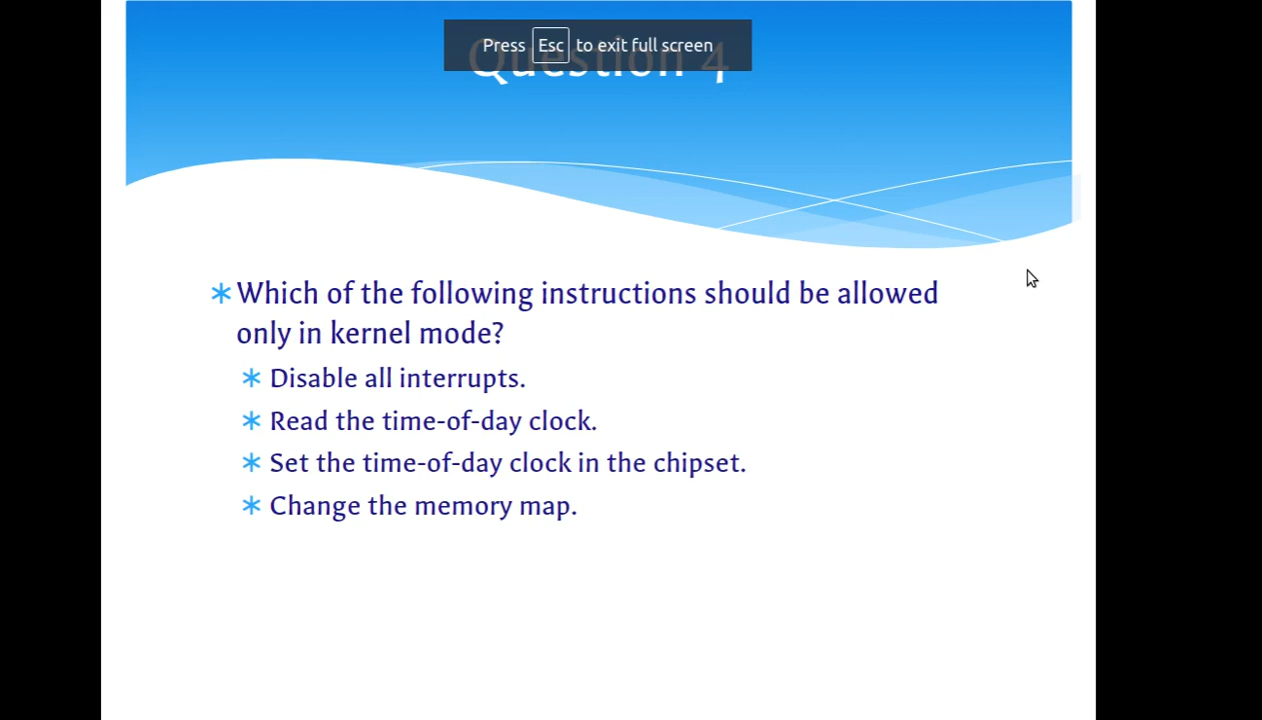 Press Esc to exit full screen
Question 4
Which of the following instructions should be allowed
only in kernel mode?
Disable all interrupts.
Read the time-of-day clock.
Set the time-of-day clock in the chipset.
Change the memory map.